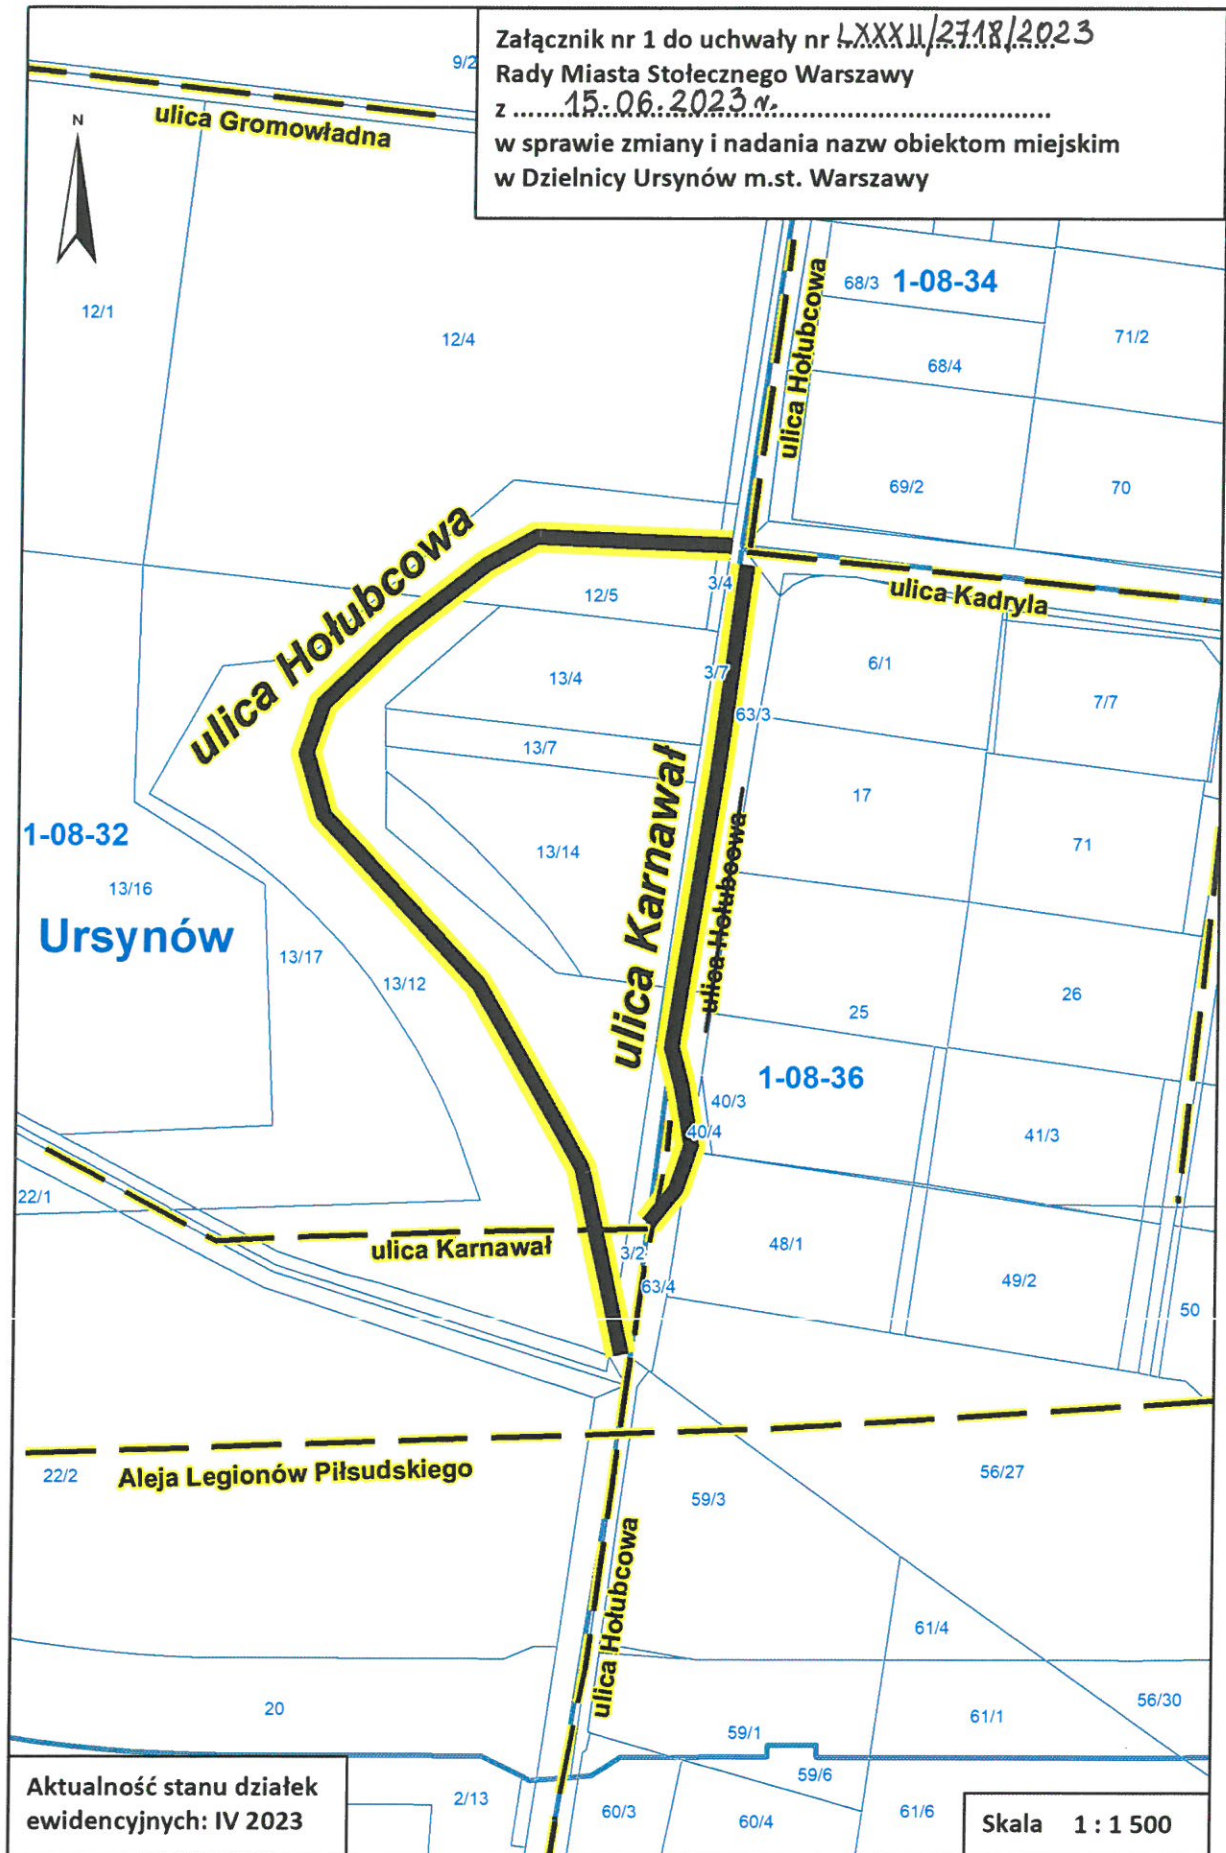 Załącznik nr 1 do uchwały nr LXXXII/2718/2023
Rady Miasta Stołecznego Warszawy
z 15.06.2023 r.
w sprawie zmiany i nadania nazw obiektom miejskim
w Dzielnicy Ursynów m.st. Warszawy
9/2
ulica Gromowładna
N
12/1
12/4
ulica Hołubcowa
68/3
1-08-34
71/2
68/4
69/2
70
ulica Hołubcowa
12/5
3/4
ulica Kadryla
13/4
3/7
6/1
7/7
63/3
13/7
17
1-08-32
13/14
71
13/16
ulica Karnawał
ulica Hołubcowa
Ursynów
13/17
13/12
25
26
1-08-36
40/3
40/4
41/3
22/1
ulica Karnawał
3/2
48/1
63/4
49/2
50
22/2
Aleja Legionów Piłsudskiego
59/3
56/27
ulica Hołubcowa
61/4
20
59/1
61/1
56/30
59/6
2/13
60/3
60/4
61/6
Aktualność stanu działek
ewidencyjnych: IV 2023
Skala 1 : 1 500